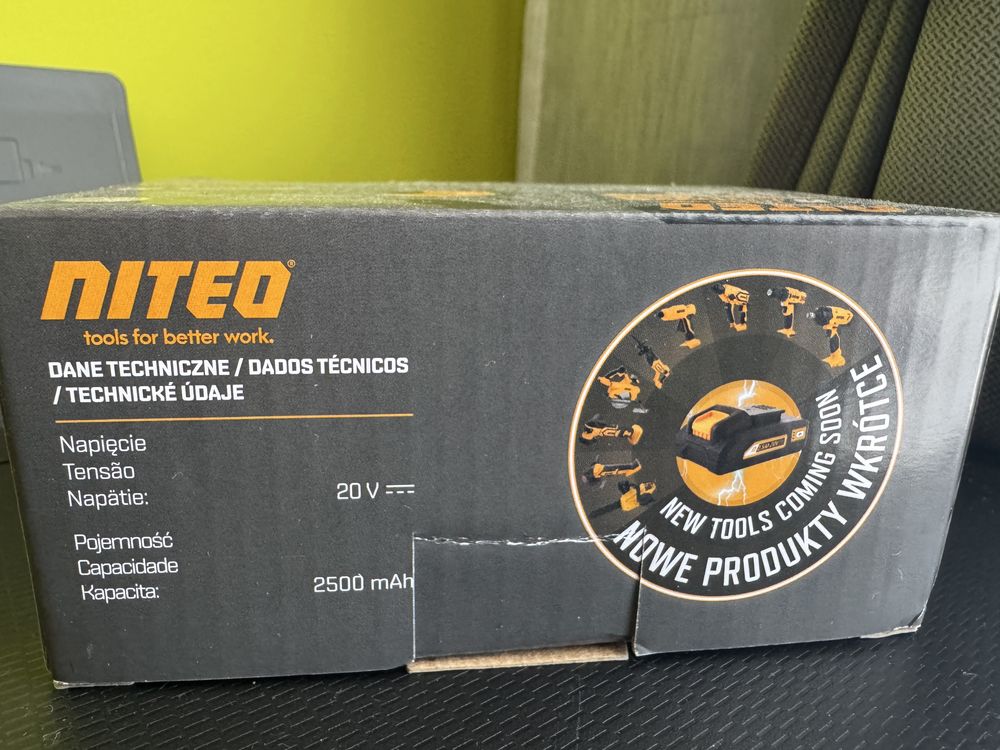 NITEO®
tools for better work.
DANE TECHNICZNE / DADOS TÉCNICOS
/ TECHNICKÉ ÚDAJE
Napięcie
Tensão
Napätie:
20 V ⎓
Pojemność
Capacidade
Kapacita:
2500 mAh
NEW TOOLS COMING SOON
NOWE PRODUKTY WKRÓTCE